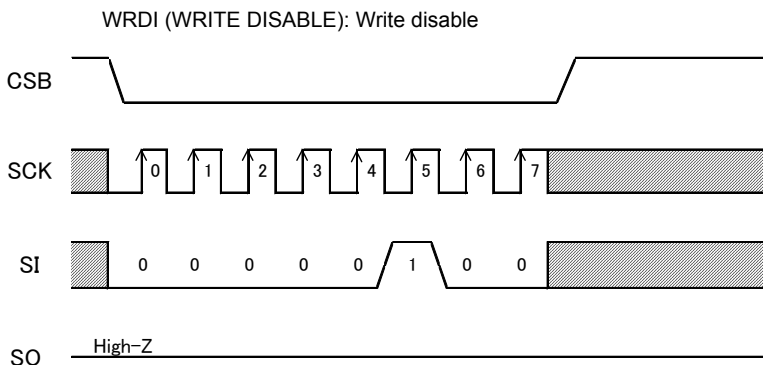 WRDI (WRITE DISABLE): Write disable
CSB
SCK 0 1 2 3 4 5 6 7
SI 0 0 0 0 0 1 0 0
High-Z
SO